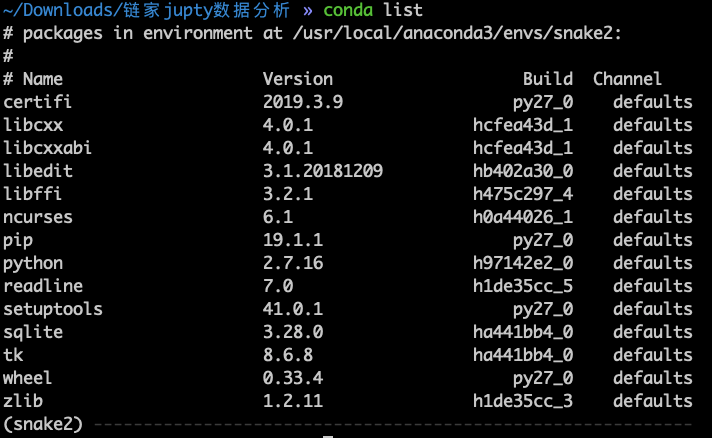 ~/Downloads/链家jupty数据分析 » conda list
# packages in environment at /usr/local/anaconda3/envs/snake2:
#
# Name                    Version                   Build  Channel
certifi                   2019.3.9                 py27_0    defaults
libcxx                    4.0.1                hcfea43d_1    defaults
libcxxabi                 4.0.1                hcfea43d_1    defaults
libedit                   3.1.20181209         hb402a30_0    defaults
libffi                    3.2.1                h475c297_4    defaults
ncurses                   6.1                  h0a44026_1    defaults
pip                       19.1.1                   py27_0    defaults
python                    2.7.16               h97142e2_0    defaults
readline                  7.0                  h1de35cc_5    defaults
setuptools                41.0.1                   py27_0    defaults
sqlite                    3.28.0               ha441bb4_0    defaults
tk                        8.6.8                ha441bb4_0    defaults
wheel                     0.33.4                   py27_0    defaults
zlib                      1.2.11               h1de35cc_3    defaults
(snake2) ------------------------------------------------------------